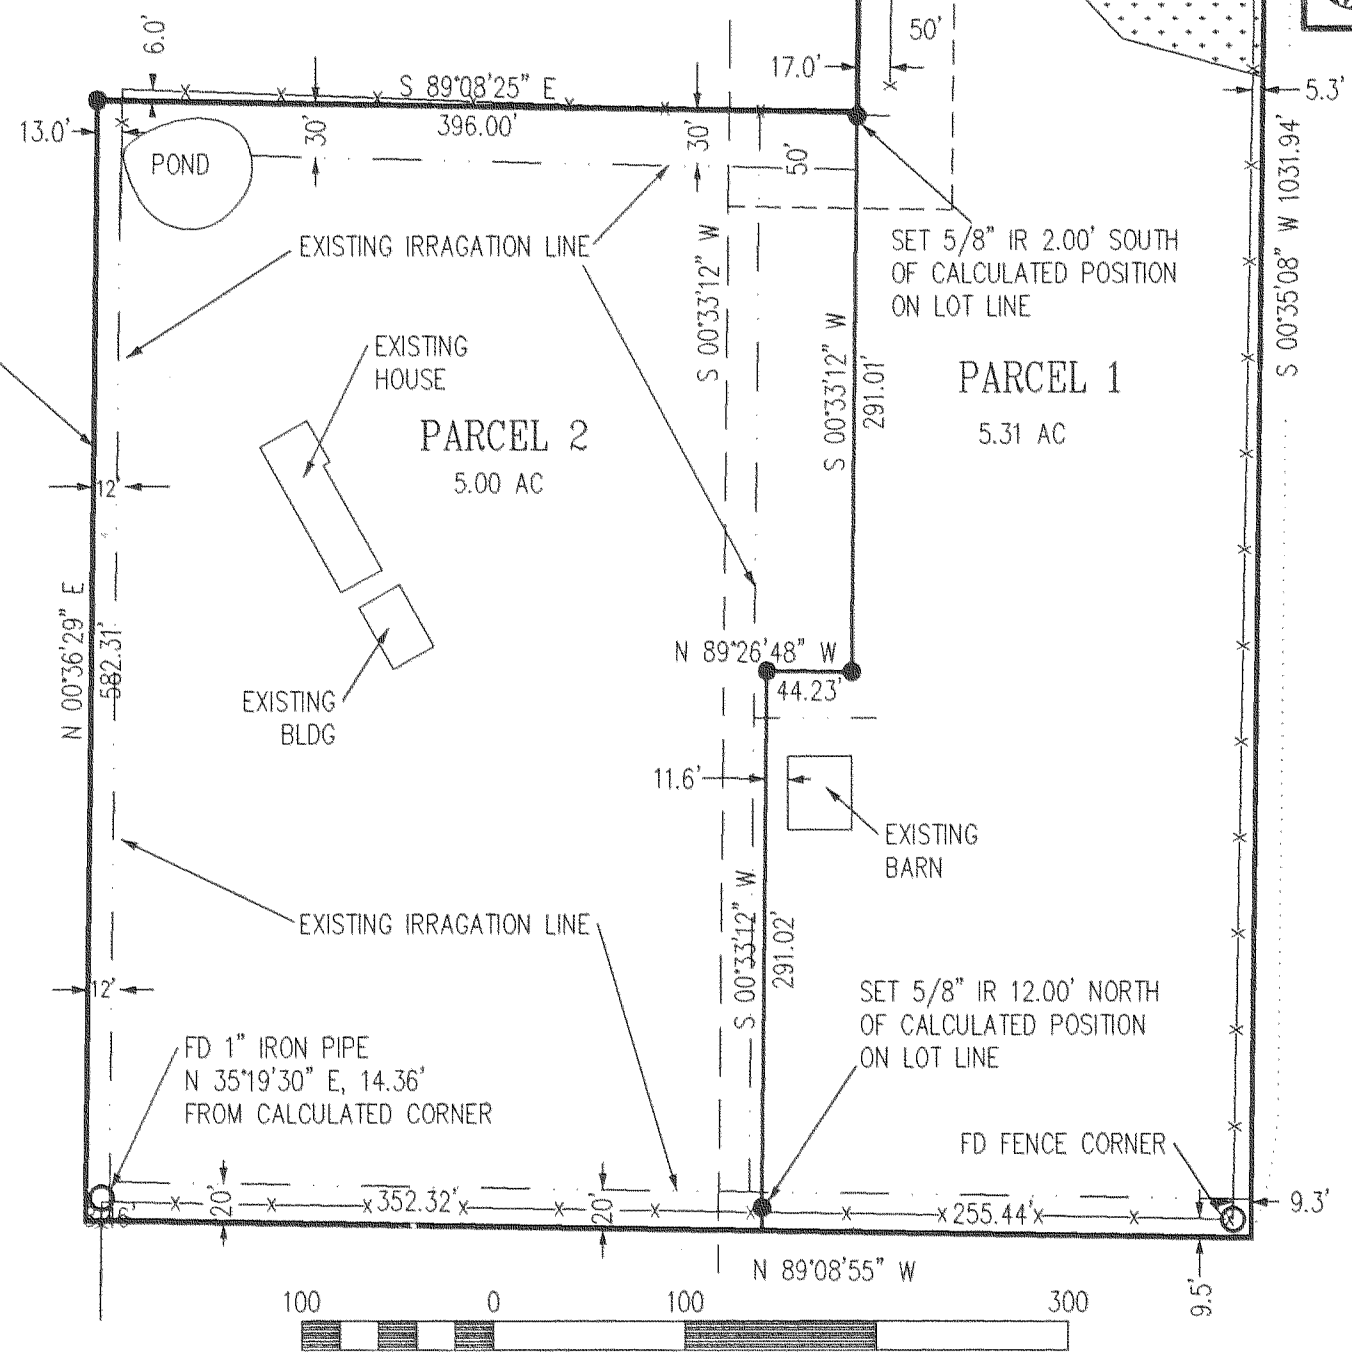 6.0'
50'
17.0'
S 89°08'25" E
5.3'
396.00'
13.0'
30'
30'
50'
POND
S 00°35'08" W 1031.94'
EXISTING IRRAGATION LINE
SET 5/8" IR 2.00' SOUTH
OF CALCULATED POSITION
ON LOT LINE
S 00°33'12" W
S 00°33'12" W
291.01'
EXISTING
HOUSE
PARCEL 1
5.31 AC
PARCEL 2
5.00 AC
12'
N 00°36'29" E
582.31'
N 89°26'48" W
44.23'
EXISTING
BLDG
11.6'
EXISTING
BARN
EXISTING IRRAGATION LINE
S 00°33'12" W
291.02'
12'
SET 5/8" IR 12.00' NORTH
OF CALCULATED POSITION
ON LOT LINE
FD 1" IRON PIPE
N 35°19'30" E, 14.36'
FROM CALCULATED CORNER
FD FENCE CORNER
20'
352.32'
20'
255.44'
9.3'
N 89°08'55" W
9.5'
100 0 100 300